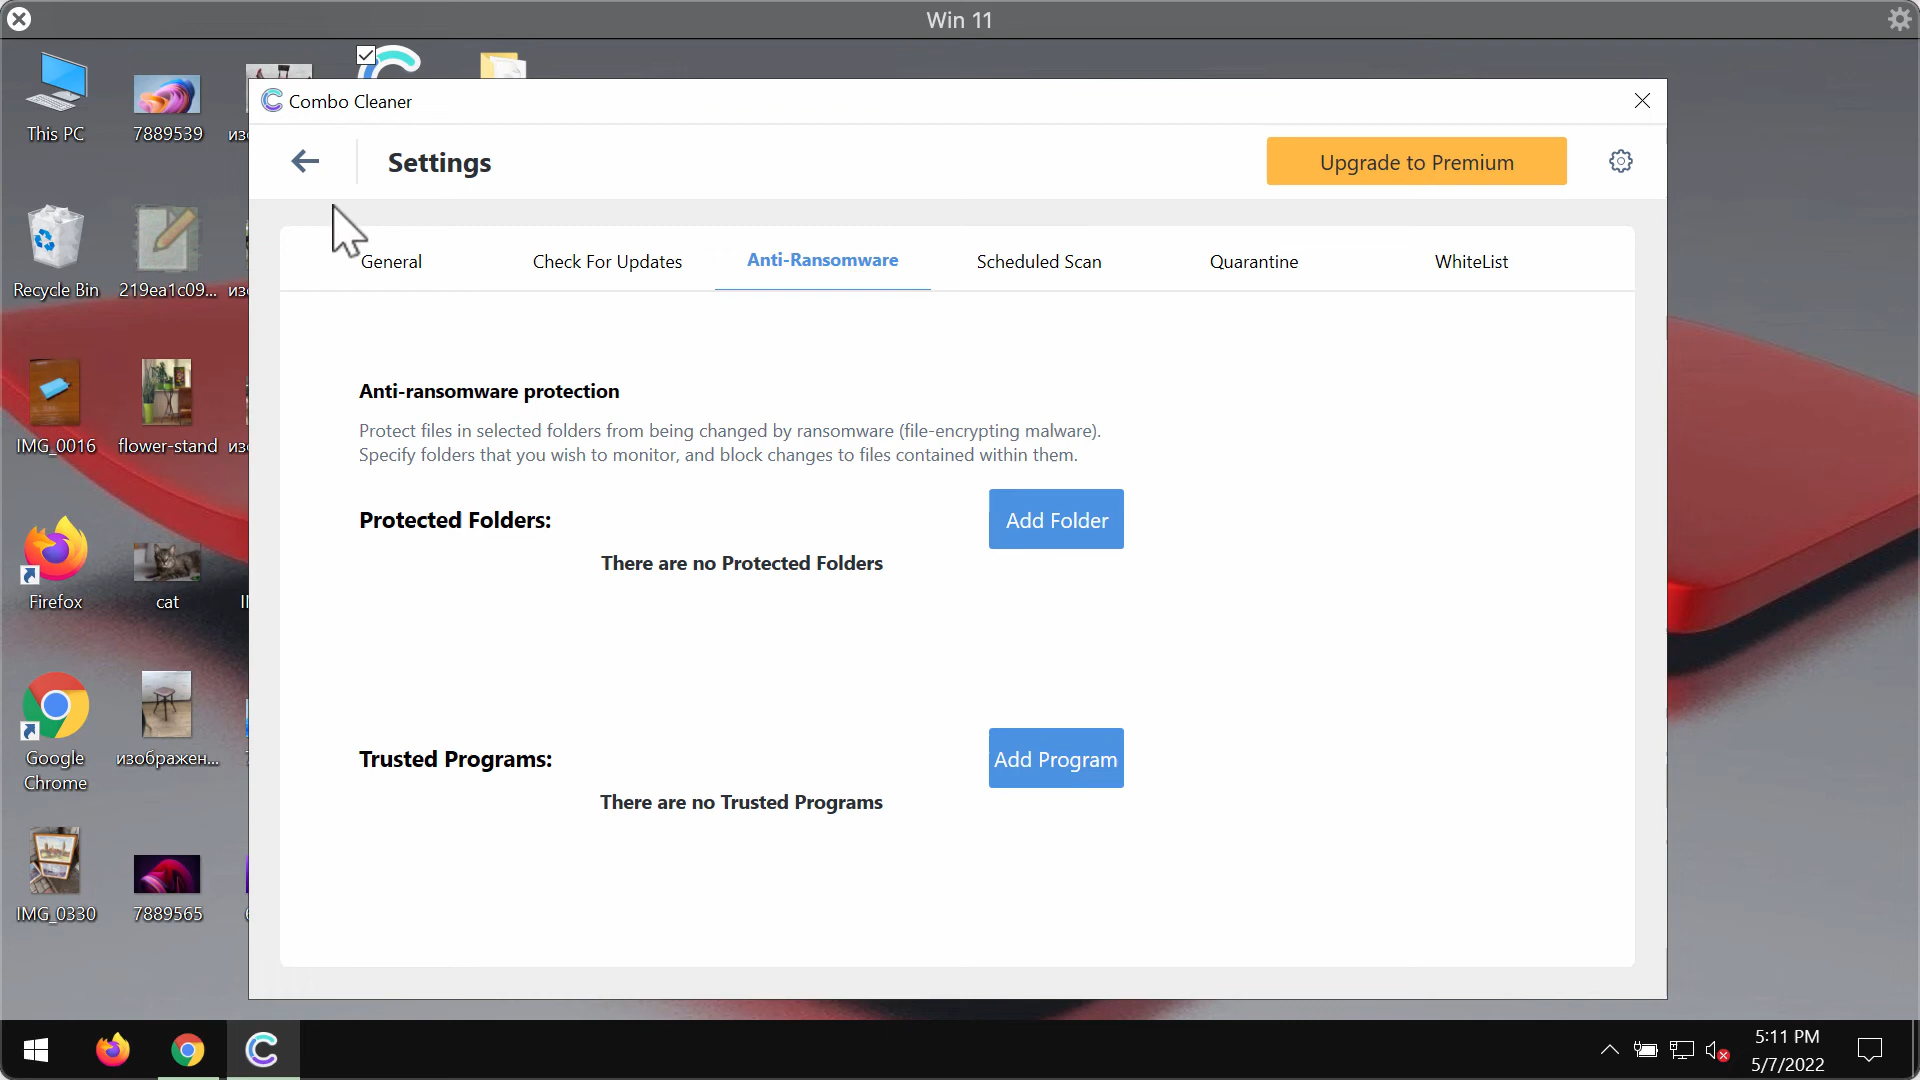 Win 11
This PC
7889539
из
Recycle Bin
219ea1c09...
из
IMG_0016
flower-stand
из
Firefox
cat
Google
Chrome
изображен...
IMG_0330
7889565
Combo Cleaner
Settings
Upgrade to Premium
General
Check For Updates
Anti-Ransomware
Scheduled Scan
Quarantine
WhiteList
Anti-ransomware protection
Protect files in selected folders from being changed by ransomware (file-encrypting malware).
Specify folders that you wish to monitor, and block changes to files contained within them.
Protected Folders:
Add Folder
There are no Protected Folders
Trusted Programs:
Add Program
There are no Trusted Programs
5:11 PM
5/7/2022